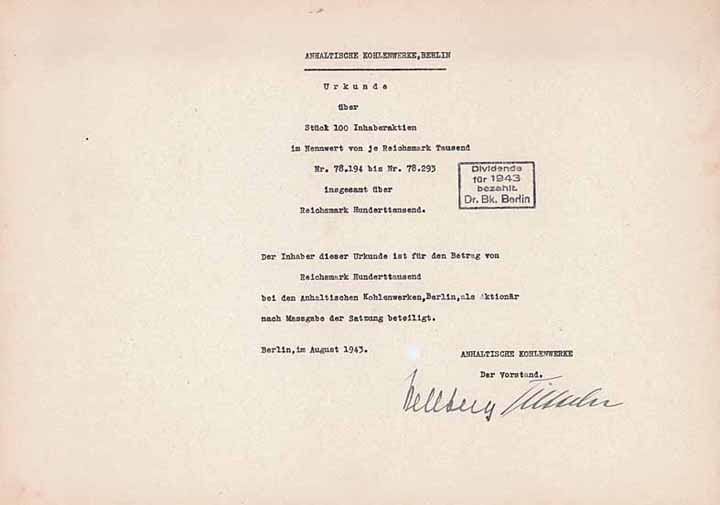 ANHALTISCHE KOHLENWERKE,BERLIN
Urkunde
über
Stück 100 Inhaberaktien
im Nennwert von je Reichsmark Tausend
Nr. 78.194 bis Nr. 78.293
insgesamt über
Reichsmark Hunderttausend.
Dividende
für 1943
bezahlt.
Dr. Bk. Berlin
Der Inhaber dieser Urkunde ist für den Betrag von
Reichsmark Hunderttausend
bei den Anhaltischen Kohlenwerken,Berlin,als Aktionär
nach Massgabe der Satzung beteiligt.
Berlin,im August 1943.
ANHALTISCHE KOHLENWERKE
Der Vorstand.